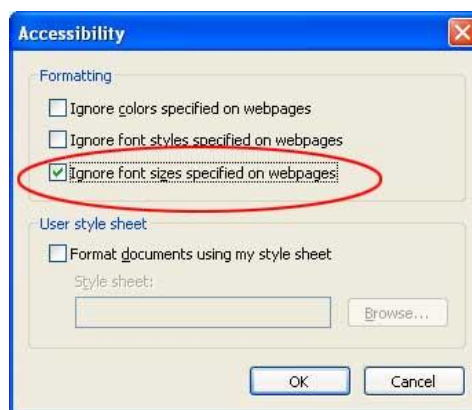 Accessibility
Formatting
Ignore colors specified on webpages
Ignore font styles specified on webpages
Ignore font sizes specified on webpages
User style sheet
Format documents using my style sheet
Style sheet:
Browse...
OK Cancel